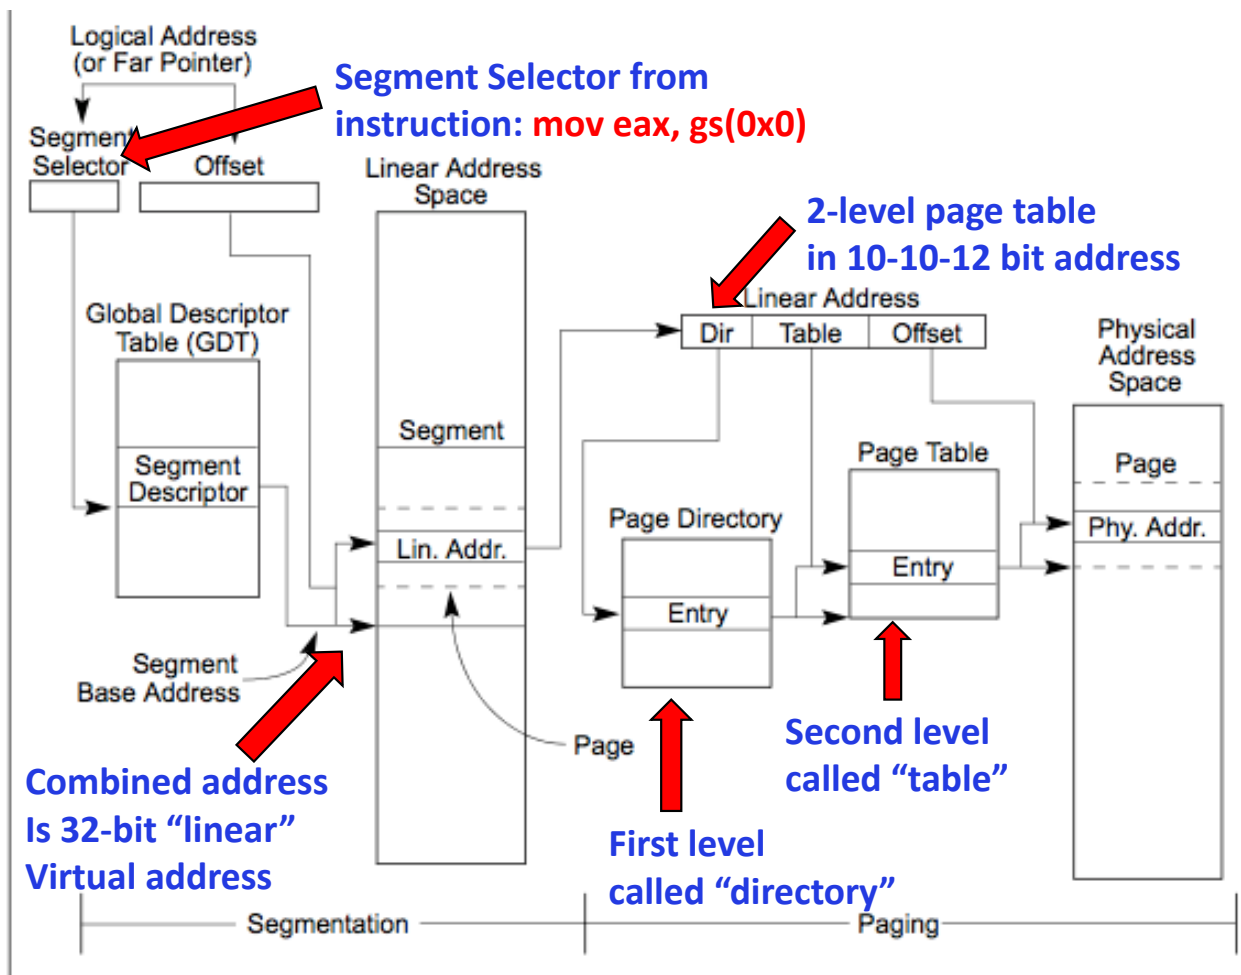 Logical Address
(or Far Pointer)
Segment Selector from
instruction: mov eax, gs(0x0)
Segment
Selector
Offset
Linear Address
Space
2-level page table
in 10-10-12 bit address
Linear Address
Dir
Table
Offset
Global Descriptor
Table (GDT)
Physical
Address
Space
Segment
Page Table
Segment
Descriptor
Page
Page Directory
Lin. Addr.
Phy. Addr.
Entry
Entry
Segment
Base Address
Page
Second level
called “table”
Combined address
Is 32-bit “linear”
Virtual address
First level
called “directory”
Segmentation
Paging